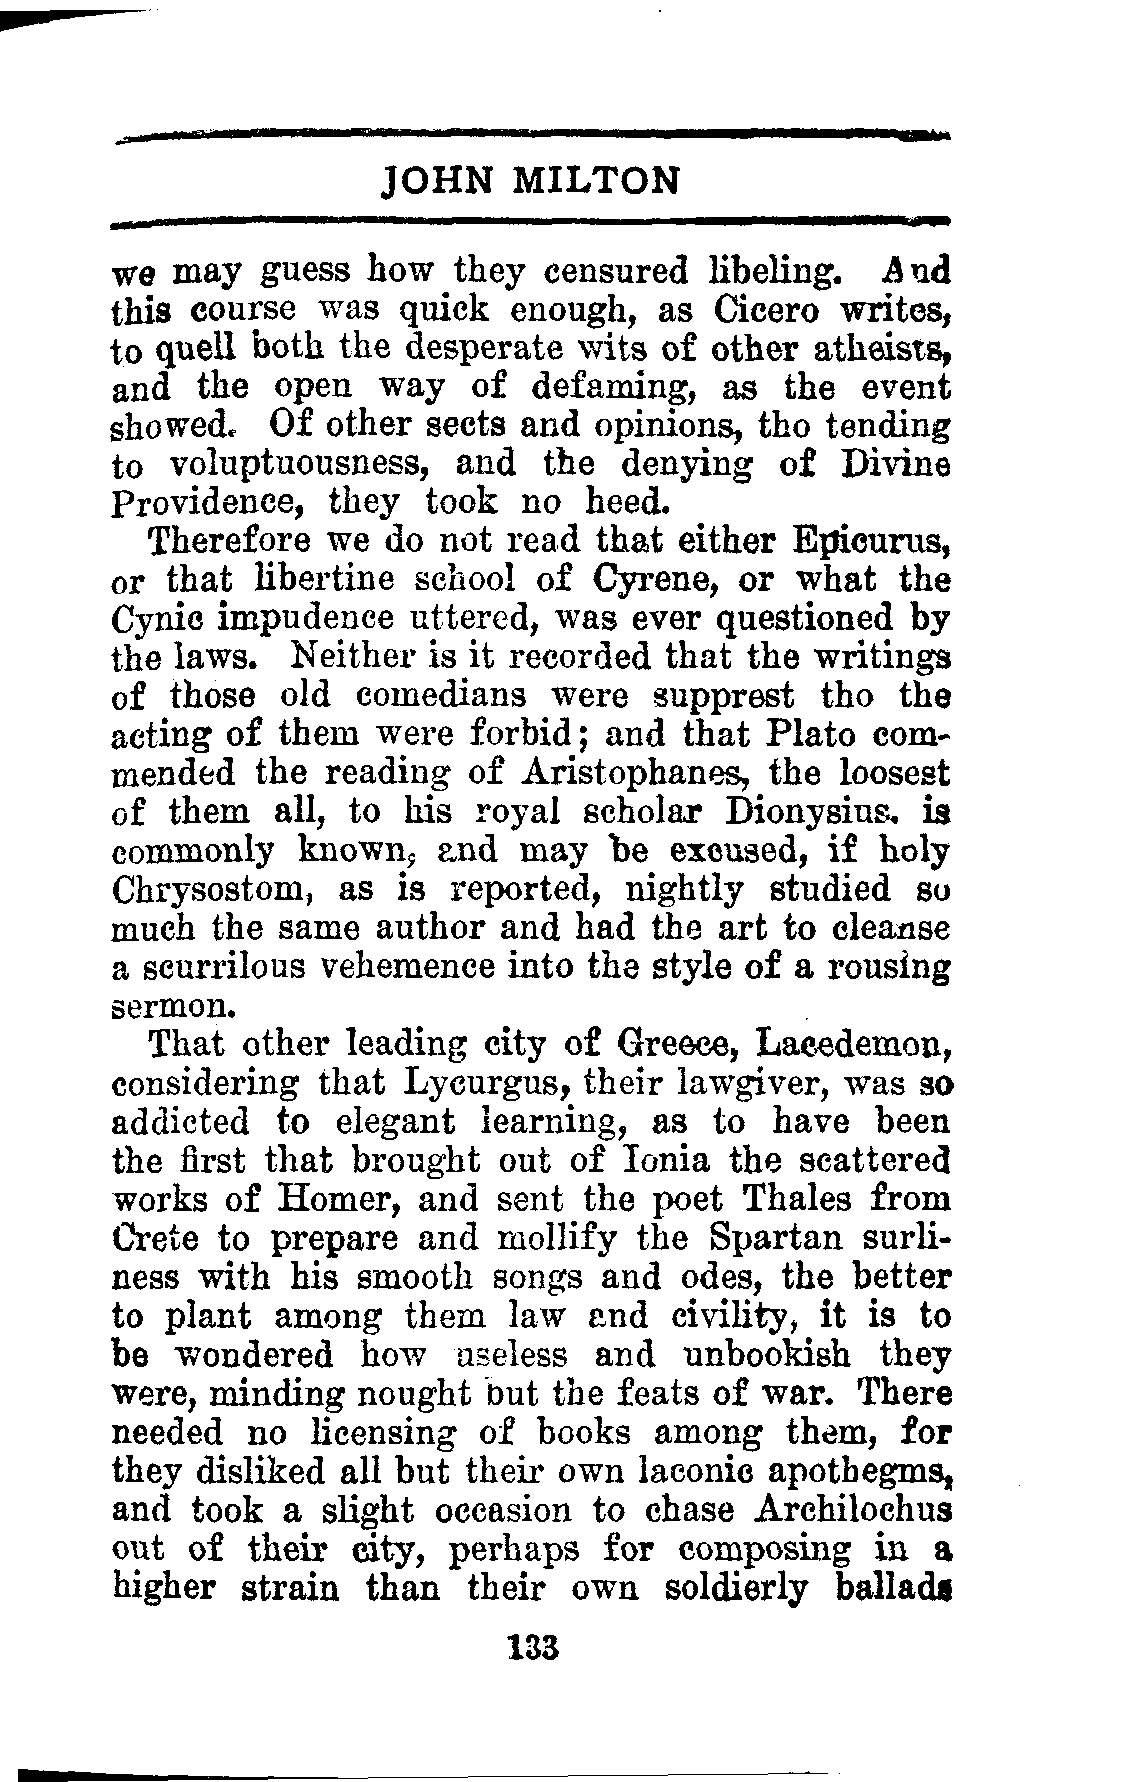 JOHN MILTON
we may guess how they censured libeling. And
this course was quick enough, as Cicero writes,
to quell both the desperate wits of other atheists,
and the open way of defaming, as the event
showed. Of other sects and opinions, tho tending
to voluptuousness, and the denying of Divine
Providence, they took no heed.
Therefore we do not read that either Epicurus,
or that libertine school of Cyrene, or what the
Cynic impudence uttered, was ever questioned by
the laws. Neither is it recorded that the writings
of those old comedians were supprest tho the
acting of them were forbid; and that Plato com-
mended the reading of Aristophanes, the loosest
of them all, to his royal scholar Dionysius, is
commonly known, and may be excused, if holy
Chrysostom, as is reported, nightly studied so
much the same author and had the art to cleanse
a scurrilous vehemence into the style of a rousing
sermon.
That other leading city of Greece, Lacedemon,
considering that Lycurgus, their lawgiver, was so
addicted to elegant learning, as to have been
the first that brought out of Ionia the scattered
works of Homer, and sent the poet Thales from
Crete to prepare and mollify the Spartan surli-
ness with his smooth songs and odes, the better
to plant among them law and civility, it is to
be wondered how useless and unbookish they
were, minding nought but the feats of war. There
needed no licensing of books among them, for
they disliked all but their own laconic apothegms,
and took a slight occasion to chase Archilochus
out of their city, perhaps for composing in a
higher strain than their own soldierly ballads
133